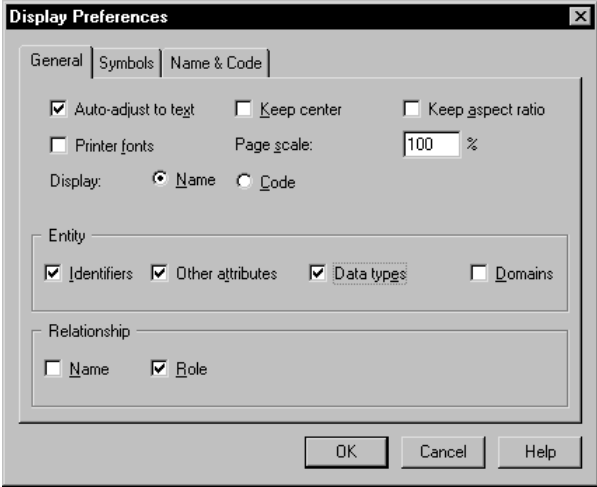 Display Preferences
General Symbols Name & Code
Auto-adjust to text Keep center Keep aspect ratio
Printer fonts Page scale: 100 %
Display: Name Code
Entity
Identifiers Other attributes Data types Domains
Relationship
Name Role
OK Cancel Help